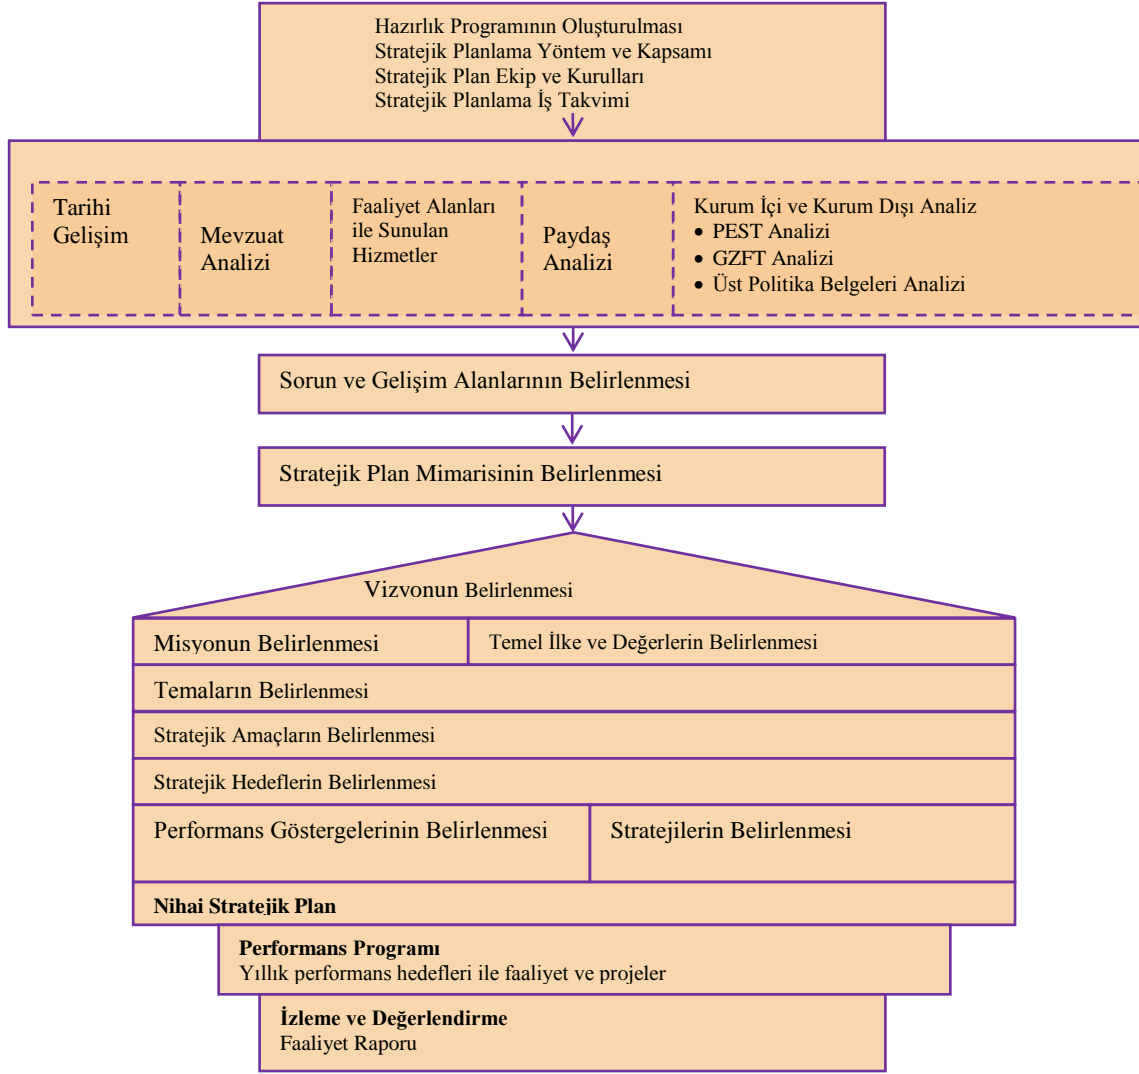 Hazırlık Programının Oluşturulması
Stratejik Planlama Yöntem ve Kapsamı
Stratejik Plan Ekip ve Kurulları
Stratejik Planlama İş Takvimi
Tarihi
Gelişim
Mevzuat
Analizi
Faaliyet Alanları
ile Sunulan
Hizmetler
Paydaş
Analizi
Kurum İçi ve Kurum Dışı Analiz
• PEST Analizi
• GZFT Analizi
• Üst Politika Belgeleri Analizi
Sorun ve Gelişim Alanlarının Belirlenmesi
Stratejik Plan Mimarisinin Belirlenmesi
Vizyonun Belirlenmesi
Misyonun Belirlenmesi
Temel İlke ve Değerlerin Belirlenmesi
Temaların Belirlenmesi
Stratejik Amaçların Belirlenmesi
Stratejik Hedeflerin Belirlenmesi
Performans Göstergelerinin Belirlenmesi
Stratejilerin Belirlenmesi
Nihai Stratejik Plan
Performans Programı
Yıllık performans hedefleri ile faaliyet ve projeler
İzleme ve Değerlendirme
Faaliyet Raporu